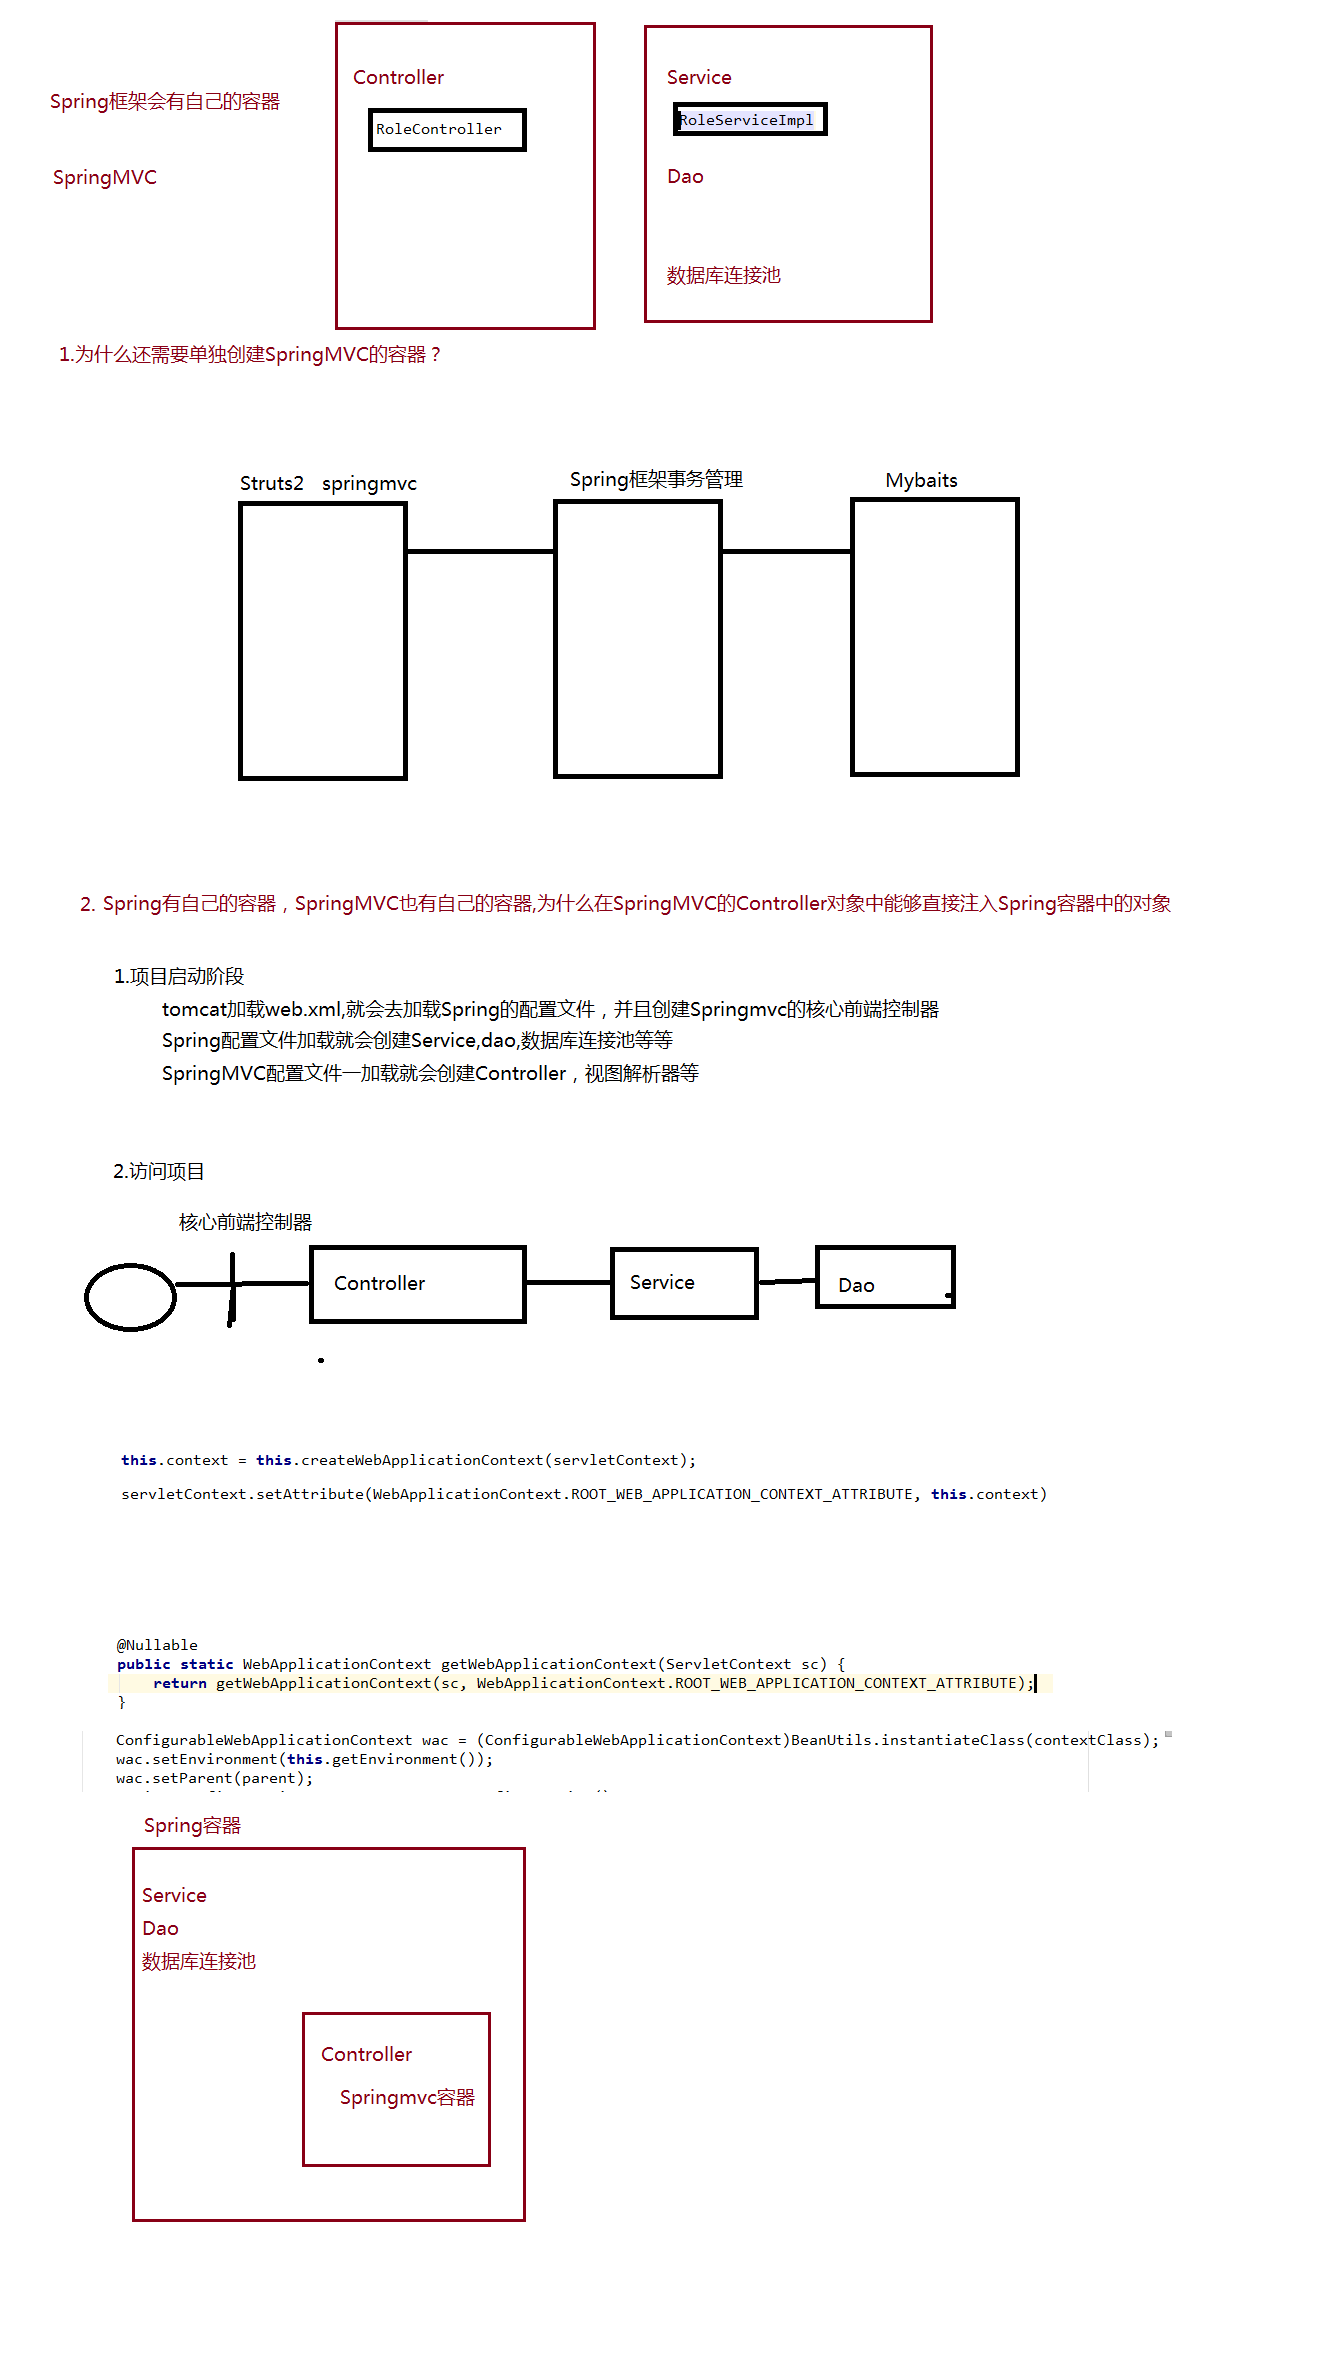 Controller
Service
Spring框架会有自己的容器
RoleController
RoleServiceImpl
SpringMVC
Dao
数据库连接池
1.为什么还需要单独创建SpringMVC的容器？
Struts2 springmvc
Spring框架事务管理
Mybaits
2. Spring有自己的容器，SpringMVC也有自己的容器,为什么在SpringMVC的Controller对象中能够直接注入Spring容器中的对象
1.项目启动阶段
tomcat加载web.xml,就会去加载Spring的配置文件，并且创建Springmvc的核心前端控制器
Spring配置文件加载就会创建Service,dao,数据库连接池等等
SpringMVC配置文件一加载就会创建Controller，视图解析器等
2.访问项目
核心前端控制器
Controller
Service
Dao
this.context = this.createWebApplicationContext(servletContext);
servletContext.setAttribute(WebApplicationContext.ROOT_WEB_APPLICATION_CONTEXT_ATTRIBUTE, this.context)
@Nullable
public static WebApplicationContext getWebApplicationContext(ServletContext sc) {
return getWebApplicationContext(sc, WebApplicationContext.ROOT_WEB_APPLICATION_CONTEXT_ATTRIBUTE);
}
ConfigurableWebApplicationContext wac = (ConfigurableWebApplicationContext)BeanUtils.instantiateClass(contextClass);
wac.setEnvironment(this.getEnvironment());
wac.setParent(parent);
Spring容器
Service
Dao
数据库连接池
Controller
Springmvc容器